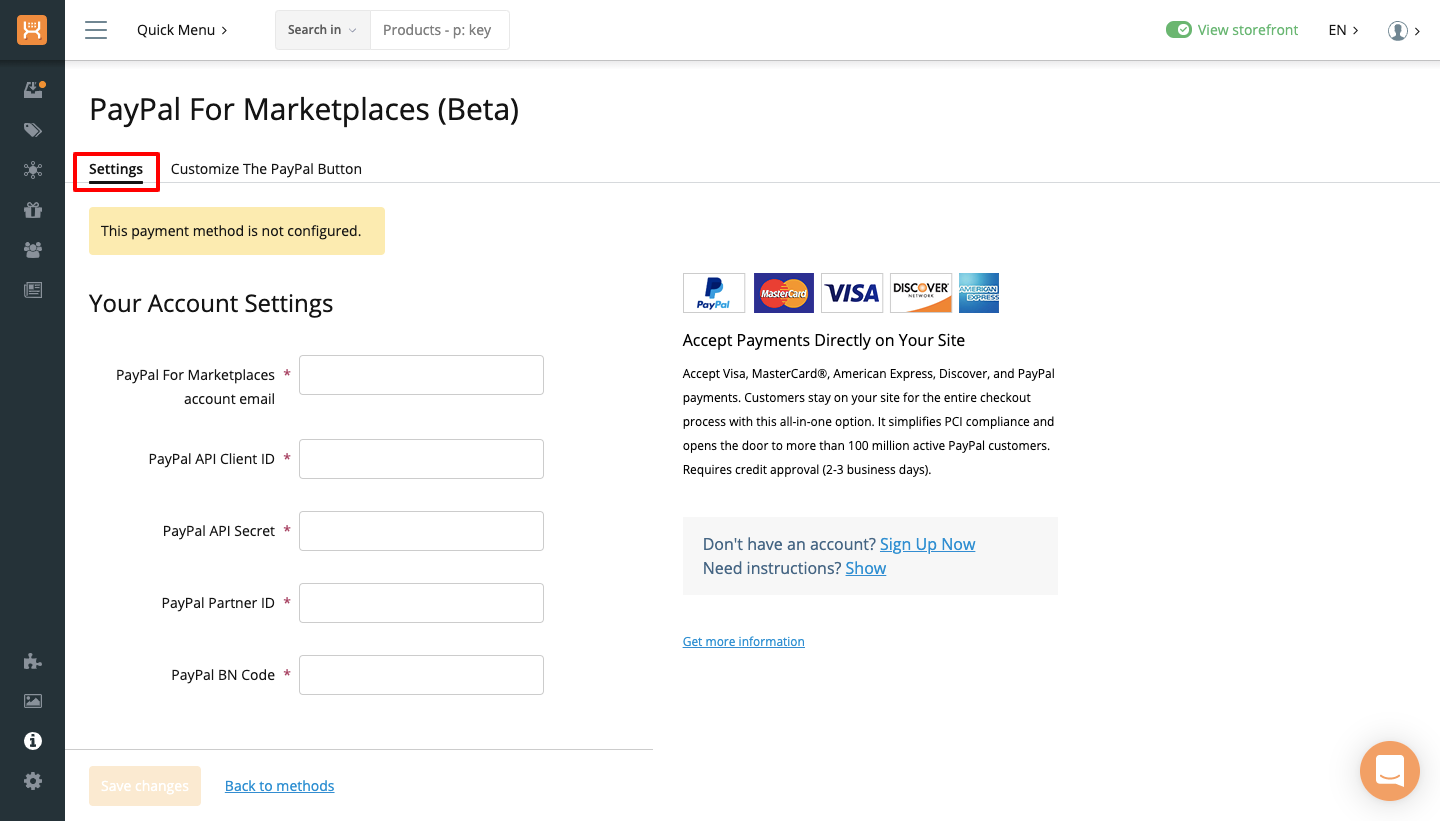 Quick Menu
Search in
Products - p: key
View storefront
EN
PayPal For Marketplaces (Beta)
Settings
Customize The PayPal Button
This payment method is not configured.
Your Account Settings
PayPal For Marketplaces *
account email
PayPal API Client ID *
PayPal API Secret *
PayPal Partner ID *
PayPal BN Code *
Save changes
Back to methods
PayPal
MasterCard
VISA
DISCOVER
NETWORK
AMERICAN
EXPRESS
Accept Payments Directly on Your Site
Accept Visa, MasterCard®, American Express, Discover, and PayPal
payments. Customers stay on your site for the entire checkout
process with this all-in-one option. It simplifies PCI compliance and
opens the door to more than 100 million active PayPal customers.
Requires credit approval (2-3 business days).
Don't have an account? Sign Up Now
Need instructions? Show
Get more information